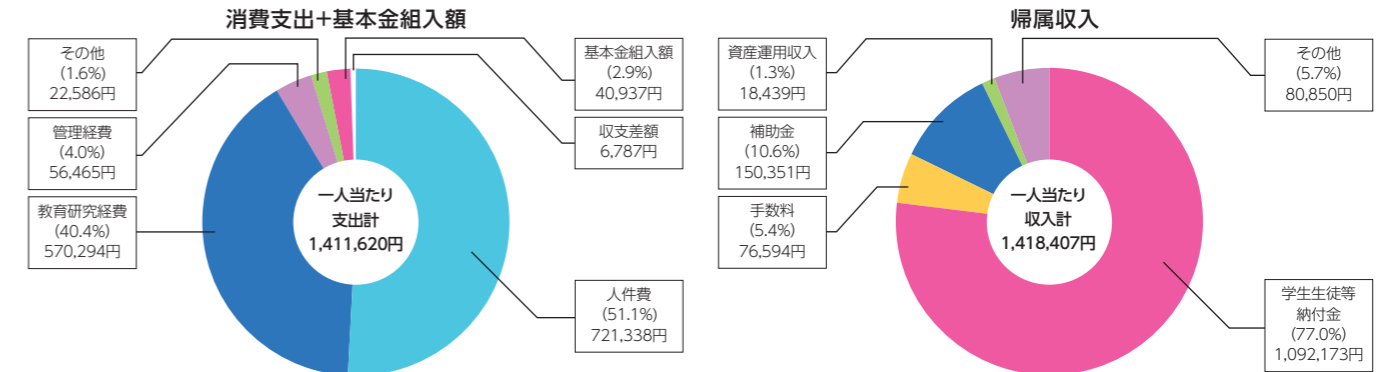 消費支出+基本金組入額
その他
(1.6%)
22,586円
管理経費
(4.0%)
56,465円
教育研究経費
(40.4%)
570,294円
基本金組入額
(2.9%)
40,937円
収支差額
6,787円
人件費
(51.1%)
721,338円
一人当たり
支出計
1,411,620円
帰属収入
資産運用収入
(1.3%)
18,439円
補助金
(10.6%)
150,351円
手数料
(5.4%)
76,594円
その他
(5.7%)
80,850円
学生生徒等
納付金
(77.0%)
1,092,173円
一人当たり
収入計
1,418,407円